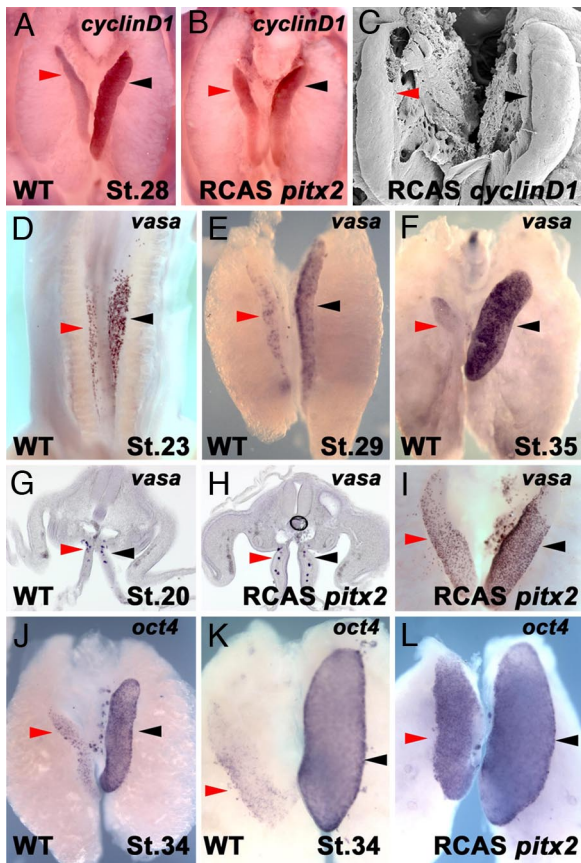 A cyclinD1
WT St.28
B cyclinD1
RCAS pitx2
C
RCAS cyclinD1
D vasa
WT St.23
E vasa
WT St.29
F vasa
WT St.35
G vasa
WT St.20
H vasa
RCAS pitx2
I vasa
RCAS pitx2
J oct4
WT St.34
K oct4
WT St.34
L oct4
RCAS pitx2